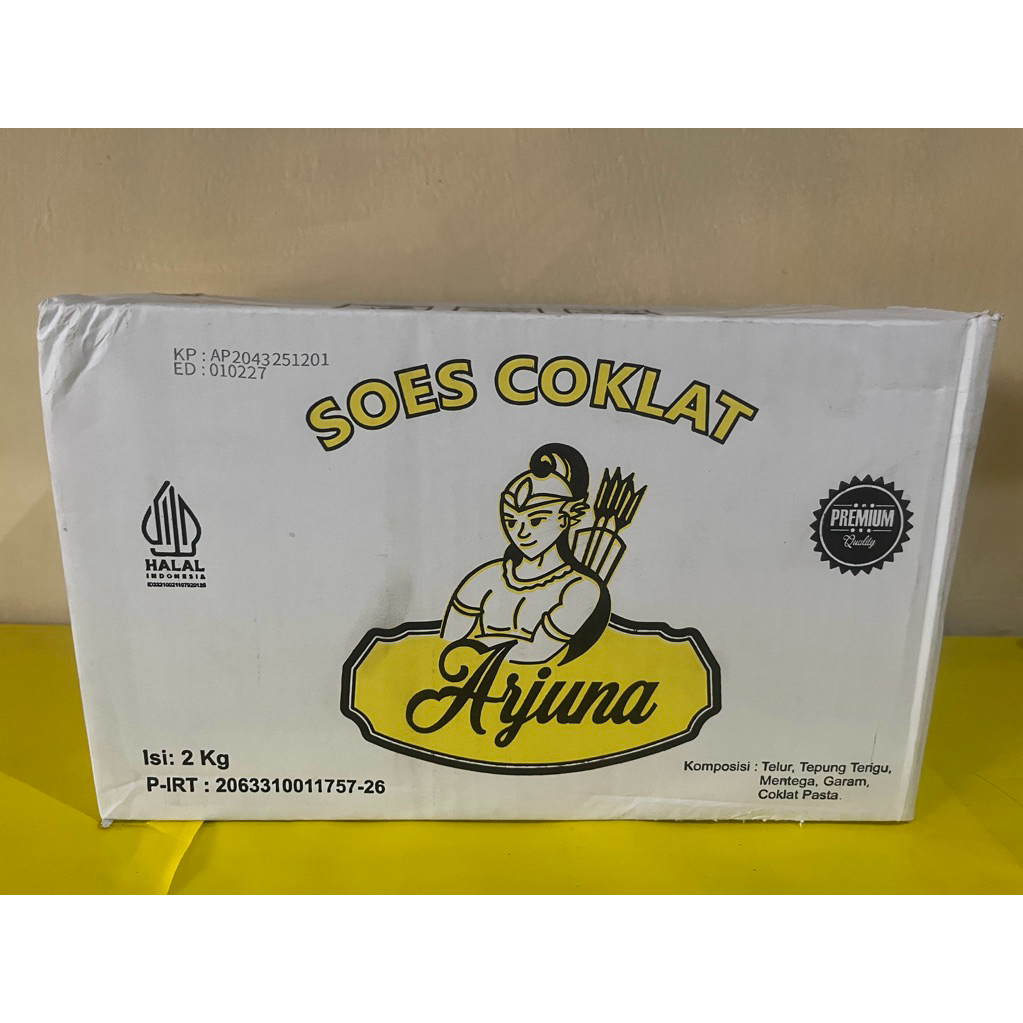 KP : AP2043251201
ED : 010227
SOES COKLAT
HALAL
INDONESIA
PREMIUM
Quality
Arjuna
Isi: 2 Kg
P-IRT : 2063310011757-26
Komposisi : Telur, Tepung Terigu,
Mentega, Garam,
Coklat Pasta.